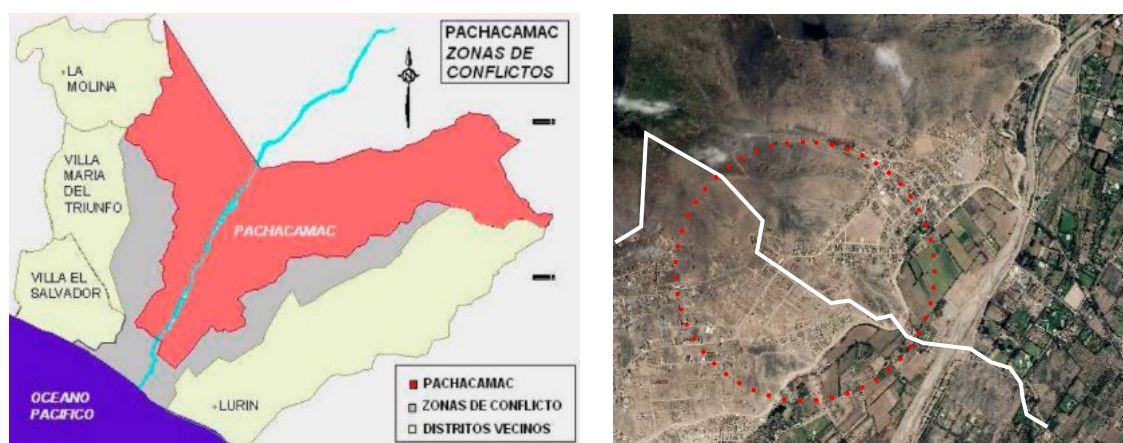 PACHACAMAC
ZONAS DE
CONFLICTOS
LA
MOLINA
VILLA
MARIA
DEL
TRIUNFO
PACHACAMAC
VILLA EL
SALVADOR
OCEANO
PACIFICO
LURIN
PACHACAMAC
ZONAS DE CONFLICTO
DISTRITOS VECINOS